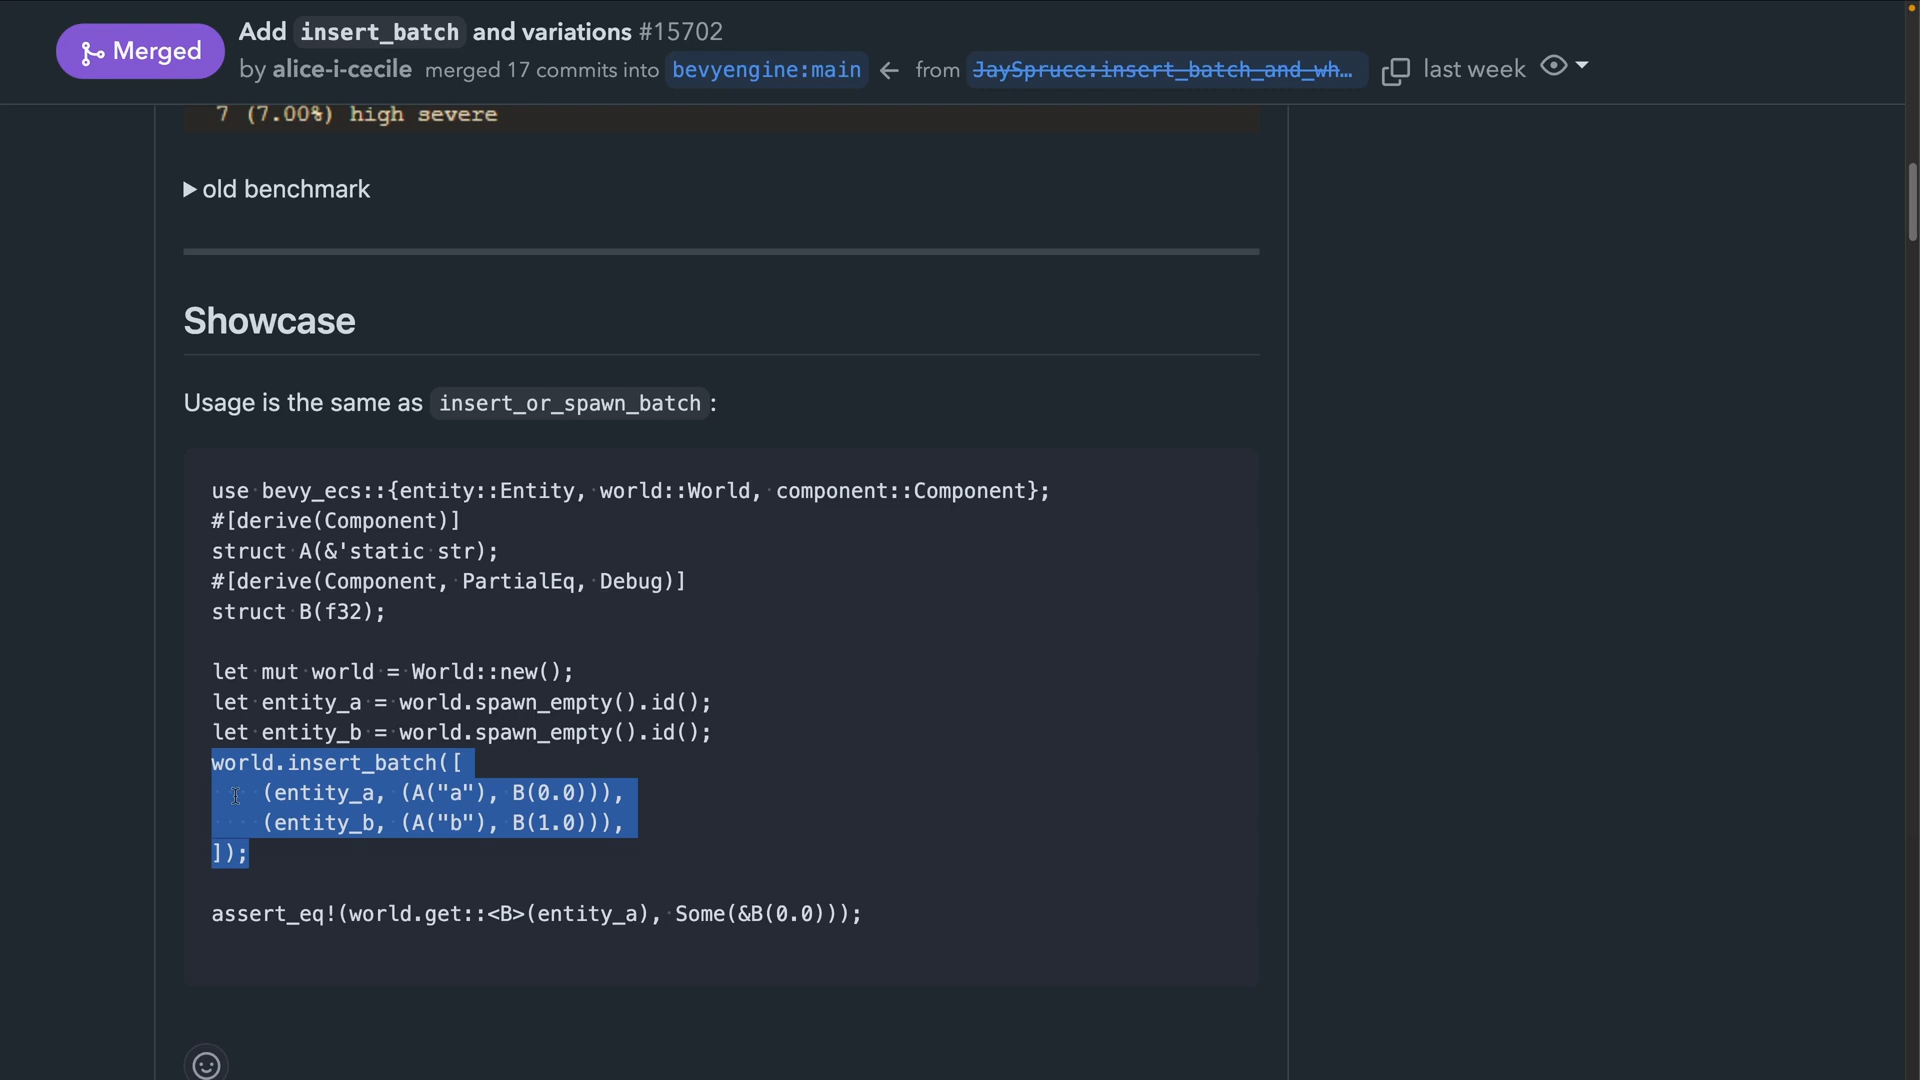 Merged
Add insert_batch and variations #15702
by alice-i-cecile merged 17 commits into bevyengine:main ← from JaySpruce:insert_batch_and_wh… last week
7 (7.00%) high severe
old benchmark
Showcase
Usage is the same as insert_or_spawn_batch:
use bevy_ecs::{entity::Entity, world::World, component::Component};
#[derive(Component)]
struct A(&'static str);
#[derive(Component, PartialEq, Debug)]
struct B(f32);
let mut world = World::new();
let entity_a = world.spawn_empty().id();
let entity_b = world.spawn_empty().id();
world.insert_batch([
    (entity_a, (A("a"), B(0.0))),
    (entity_b, (A("b"), B(1.0))),
]);
assert_eq!(world.get::<B>(entity_a), Some(&B(0.0)));